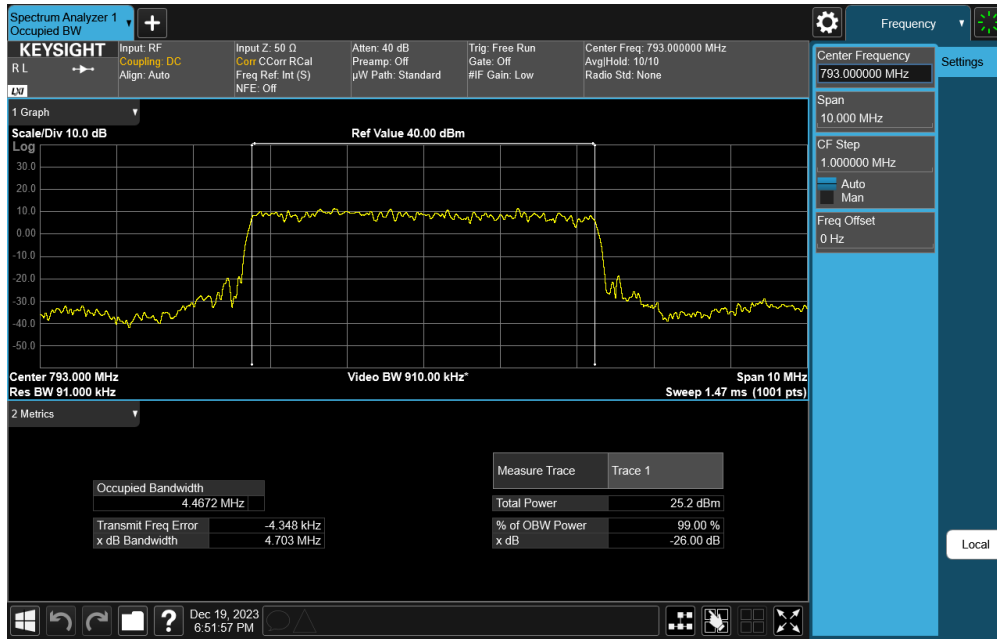 Spectrum Analyzer 1
Occupied BW
Frequency
KEYSIGHT
R L
LXI
Input: RF
Coupling: DC
Align: Auto
Input Z: 50 Ω
Corr CCorr RCal
Freq Ref: Int (S)
NFE: Off
Atten: 40 dB
Preamp: Off
µW Path: Standard
Trig: Free Run
Gate: Off
#IF Gain: Low
Center Freq: 793.000000 MHz
Avg|Hold: 10/10
Radio Std: None
Center Frequency
793.000000 MHz
Settings
Span
10.000 MHz
CF Step
1.000000 MHz
Auto
Man
Freq Offset
0 Hz
1 Graph
Scale/Div 10.0 dB
Ref Value 40.00 dBm
Log
30.0
20.0
10.0
0.00
-10.0
-20.0
-30.0
-40.0
-50.0
Center 793.000 MHz
Video BW 910.00 kHz*
Span 10 MHz
Res BW 91.000 kHz
Sweep 1.47 ms (1001 pts)
2 Metrics
Measure Trace Trace 1
Occupied Bandwidth
4.4672 MHz
Total Power 25.2 dBm
Transmit Freq Error -4.348 kHz
% of OBW Power 99.00 %
x dB Bandwidth 4.703 MHz
x dB -26.00 dB
Local
?
Dec 19, 2023
6:51:57 PM